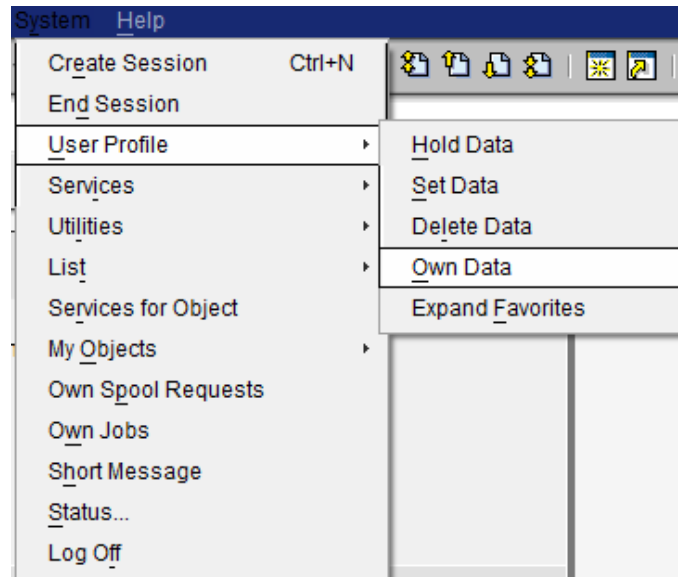 System Help
Create Session Ctrl+N
End Session
User Profile
Hold Data
Services
Set Data
Utilities
Delete Data
List
Own Data
Services for Object
Expand Favorites
My Objects
Own Spool Requests
Own Jobs
Short Message
Status...
Log Off